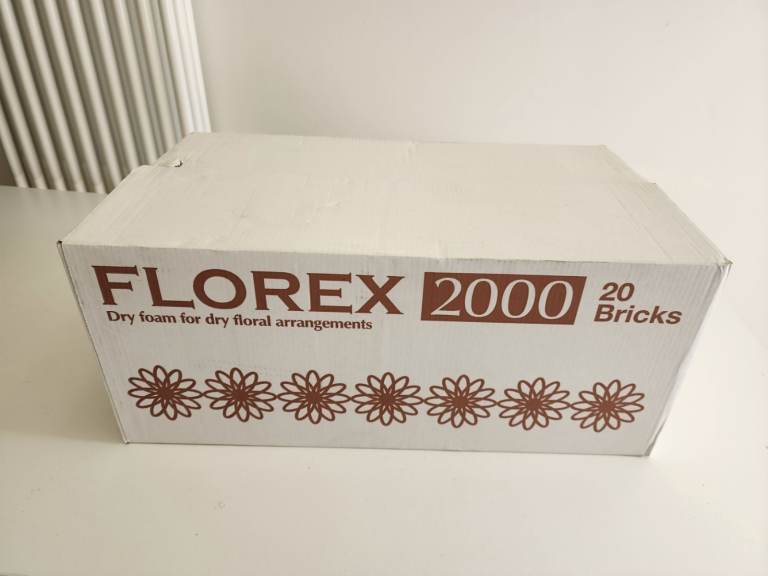 FLOREX 2000 20 Bricks
Dry foam for dry floral arrangements